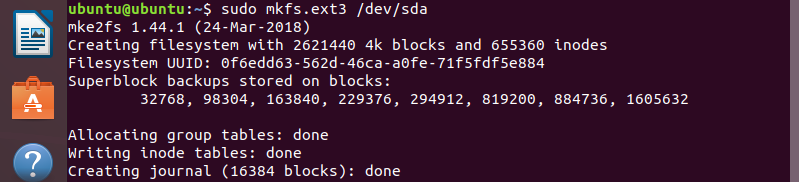 ubuntu@ubuntu:~$ sudo mkfs.ext3 /dev/sda
mke2fs 1.44.1 (24-Mar-2018)
Creating filesystem with 2621440 4k blocks and 655360 inodes
Filesystem UUID: 0f6edd63-562d-46ca-a0fe-71f5fdf5e884
Superblock backups stored on blocks:
        32768, 98304, 163840, 229376, 294912, 819200, 884736, 1605632

Allocating group tables: done
Writing inode tables: done
Creating journal (16384 blocks): done